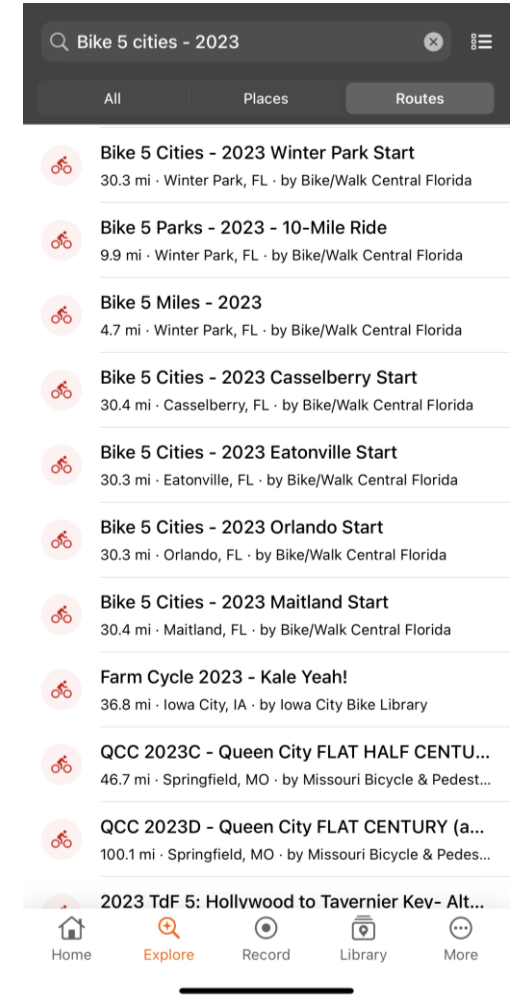 Bike 5 cities - 2023
All Places Routes
Bike 5 Cities - 2023 Winter Park Start
30.3 mi · Winter Park, FL · by Bike/Walk Central Florida
Bike 5 Parks - 2023 - 10-Mile Ride
9.9 mi · Winter Park, FL · by Bike/Walk Central Florida
Bike 5 Miles - 2023
4.7 mi · Winter Park, FL · by Bike/Walk Central Florida
Bike 5 Cities - 2023 Casselberry Start
30.4 mi · Casselberry, FL · by Bike/Walk Central Florida
Bike 5 Cities - 2023 Eatonville Start
30.3 mi · Eatonville, FL · by Bike/Walk Central Florida
Bike 5 Cities - 2023 Orlando Start
30.3 mi · Orlando, FL · by Bike/Walk Central Florida
Bike 5 Cities - 2023 Maitland Start
30.4 mi · Maitland, FL · by Bike/Walk Central Florida
Farm Cycle 2023 - Kale Yeah!
36.8 mi · Iowa City, IA · by Iowa City Bike Library
QCC 2023C - Queen City FLAT HALF CENTU...
46.7 mi · Springfield, MO · by Missouri Bicycle & Pedest...
QCC 2023D - Queen City FLAT CENTURY (a...
100.1 mi · Springfield, MO · by Missouri Bicycle & Pedes...
2023 TdF 5: Hollywood to Tavernier Key- Alt...
Home Explore Record Library More